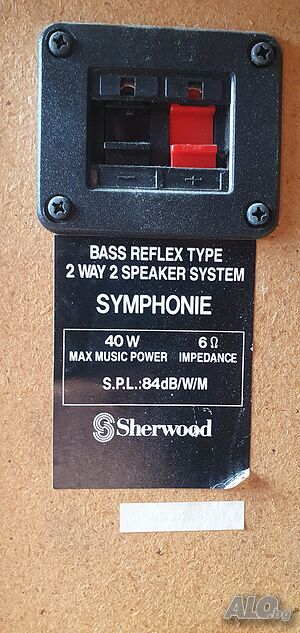 − +
BASS REFLEX TYPE
2 WAY 2 SPEAKER SYSTEM
SYMPHONIE
40 W 6 Ω
MAX MUSIC POWER IMPEDANCE
S.P.L.:84dB/W/M
Sherwood
ALO.bg